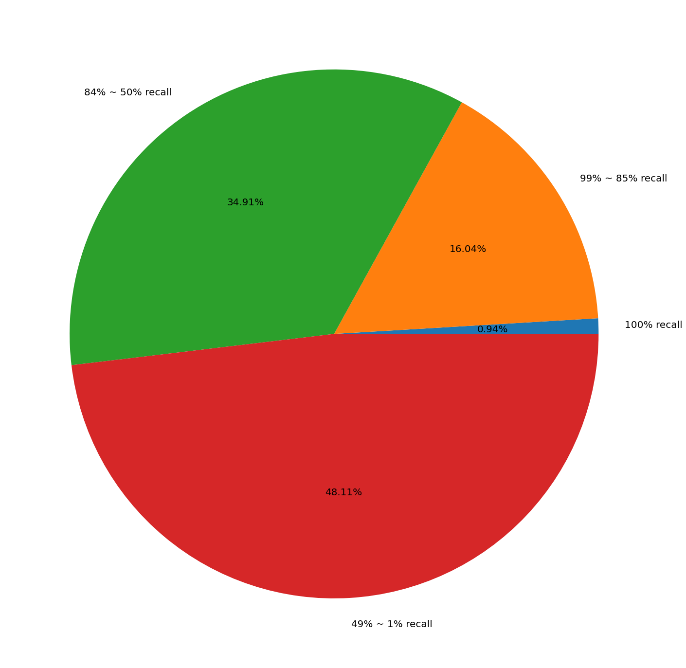 84% ~ 50% recall
99% ~ 85% recall
34.91%
16.04%
100% recall
0.94%
48.11%
49% ~ 1% recall